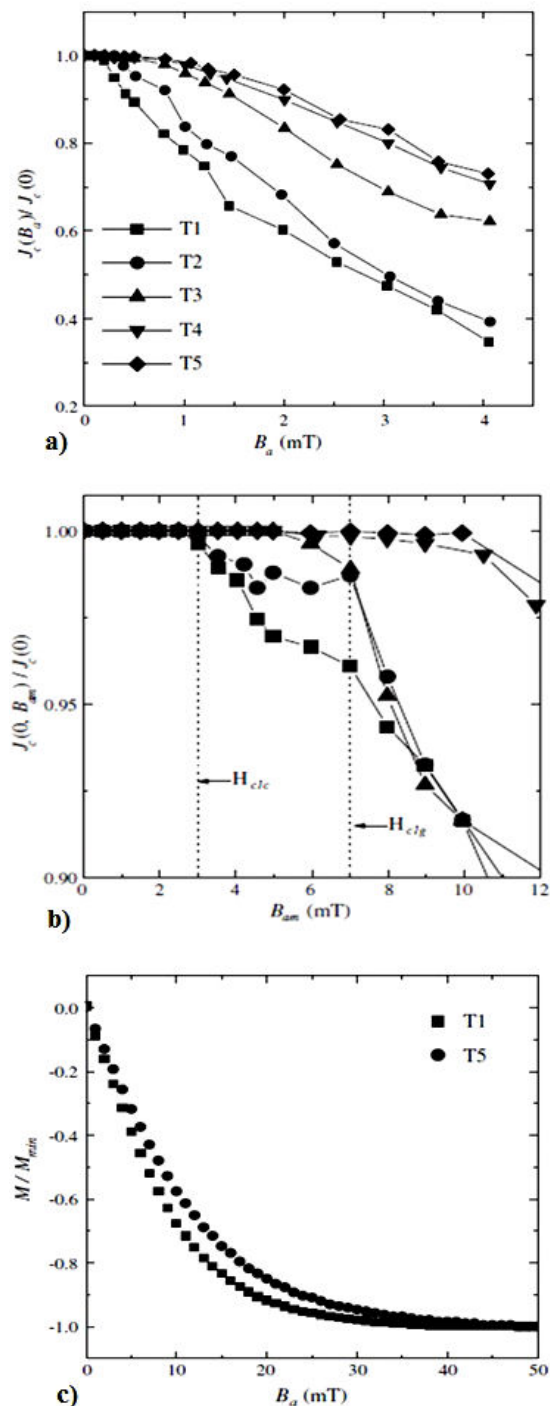 1.0
0.8
0.6
0.4
0.2
J_c(B_a)/J_c(0)
T1
T2
T3
T4
T5
0 1 2 3 4
B_a (mT)
a)
1.00
0.95
0.90
J_c(0, B_am)/J_c(0)
H_c1c
H_c1g
0 2 4 6 8 10 12
B_am (mT)
b)
0.0
-0.2
-0.4
-0.6
-0.8
-1.0
M/M_min
T1
T5
0 10 20 30 40 50
B_a (mT)
c)